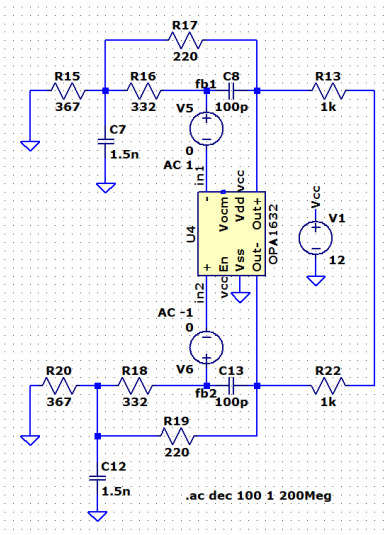 R17
220
R15
367
R16
332
fb1
C8
100p
R13
1k
C7
1.5n
V5
0
AC 1
in1
vcc
-
Vocm
Vdd
Out+
U4
OPA1632
+
En
Vss
Out-
vcc
in2
Vcc
V1
12
AC -1
0
V6
R20
367
R18
332
fb2
C13
100p
R22
1k
R19
220
C12
1.5n
.ac dec 100 1 200Meg